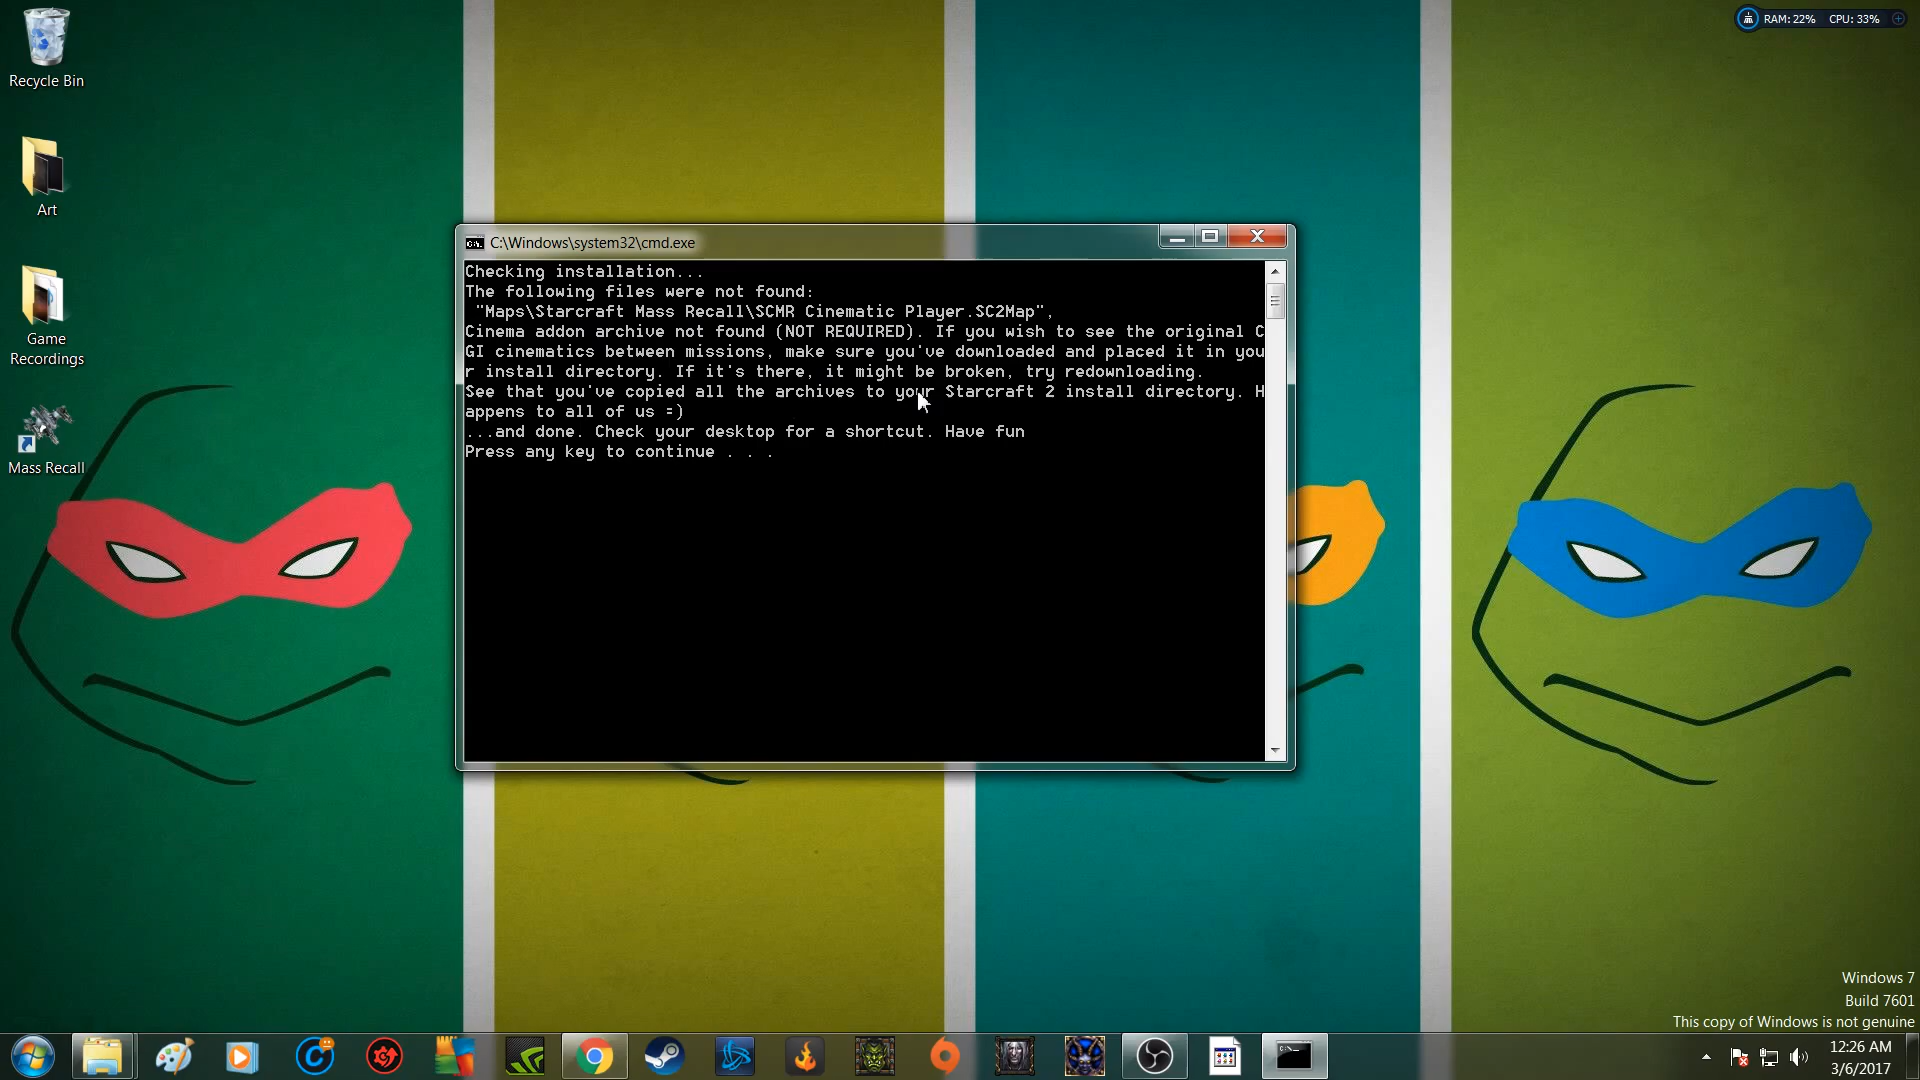 RAM: 22% CPU: 33%
Recycle Bin
Art
Game
Recordings
Mass Recall
C:\Windows\system32\cmd.exe
Checking installation...
The following files were not found:
"Maps\Starcraft Mass Recall\SCMR Cinematic Player.SC2Map",
Cinema addon archive not found (NOT REQUIRED). If you wish to see the original C
GI cinematics between missions, make sure you've downloaded and placed it in you
r install directory. If it's there, it might be broken, try redownloading.
See that you've copied all the archives to your Starcraft 2 install directory. H
appens to all of us =)
...and done. Check your desktop for a shortcut. Have fun
Press any key to continue . . .
Windows 7
Build 7601
This copy of Windows is not genuine
12:26 AM
3/6/2017